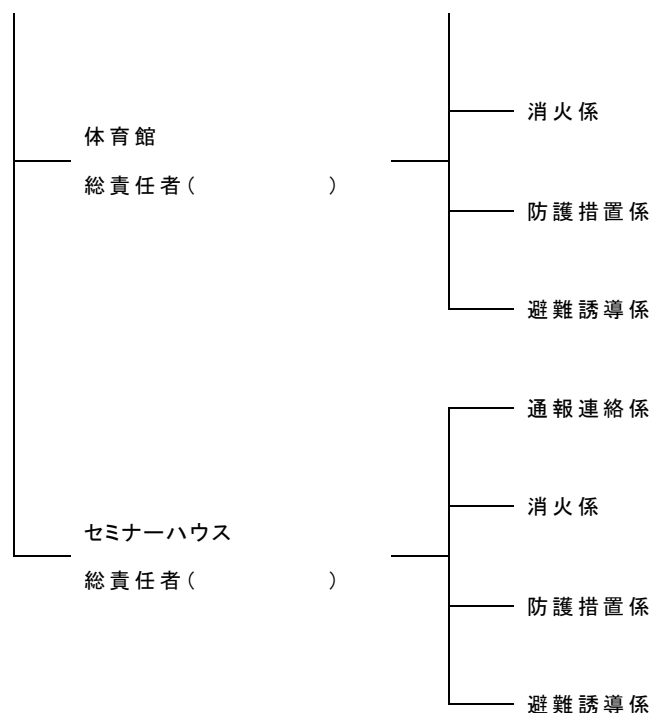 消火係
体育館
総責任者(　　　　　　)
防護措置係
避難誘導係
通報連絡係
消火係
セミナーハウス
総責任者(　　　　　　)
防護措置係
避難誘導係